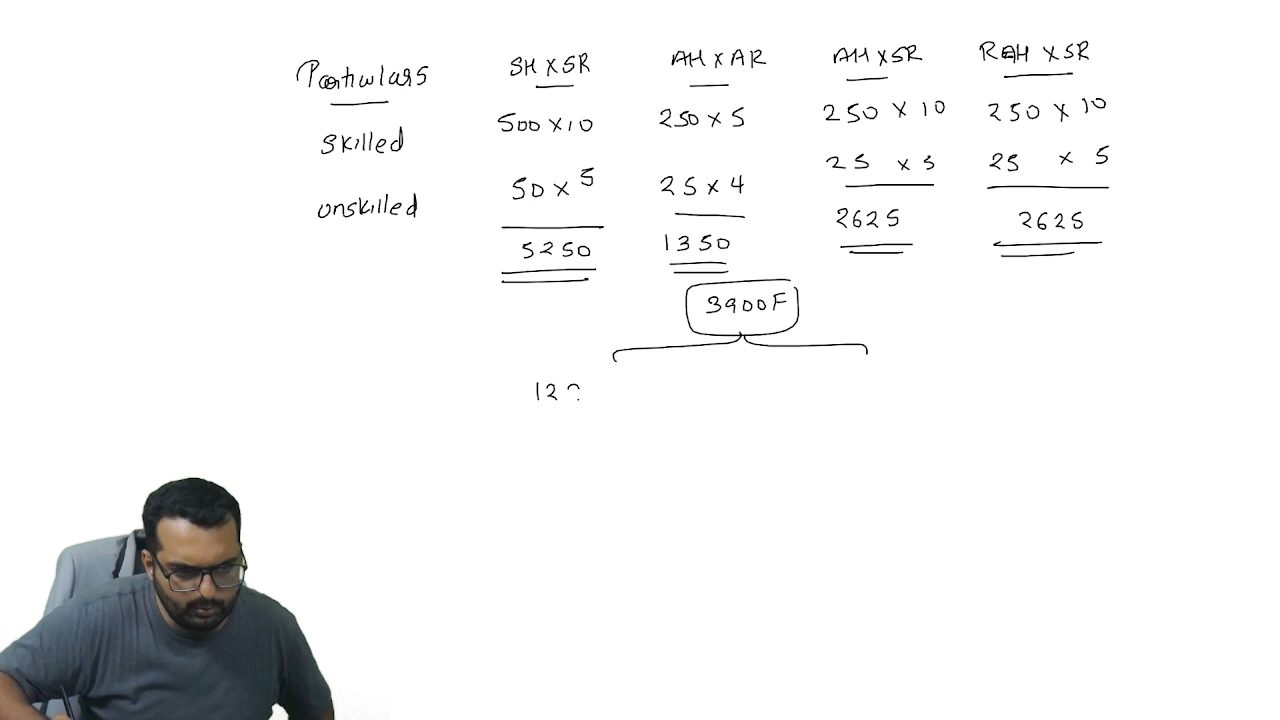 Particulars SH X SR AH X AR AH X SR RAH X SR
skilled 500 X 10 250 X 5 250 X 10 250 X 10
unskilled 50 X 5 25 X 4 25 X 5 25 X 5
5250 1350 2625 2625
3900F
12